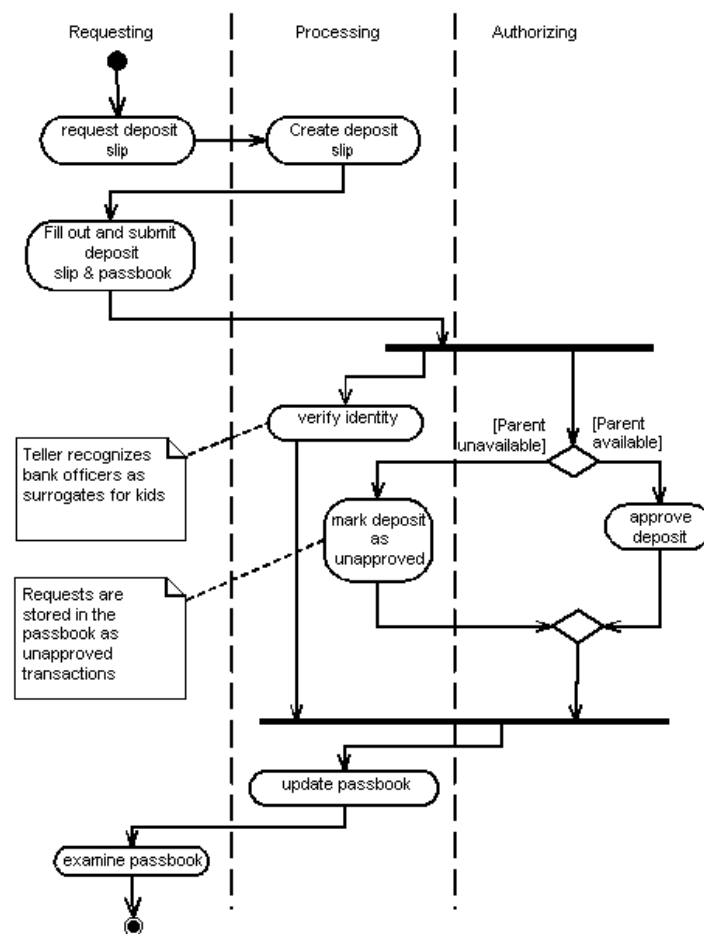 Requesting
Processing
Authorizing
request deposit
slip
Create deposit
slip
Fill out and submit
deposit
slip & passbook
verify identity
[Parent
unavailable]
[Parent
available]
Teller recognizes
bank officers as
surrogates for kids
mark deposit
as
unapproved
approve
deposit
Requests are
stored in the
passbook as
unapproved
transactions
update passbook
examine passbook